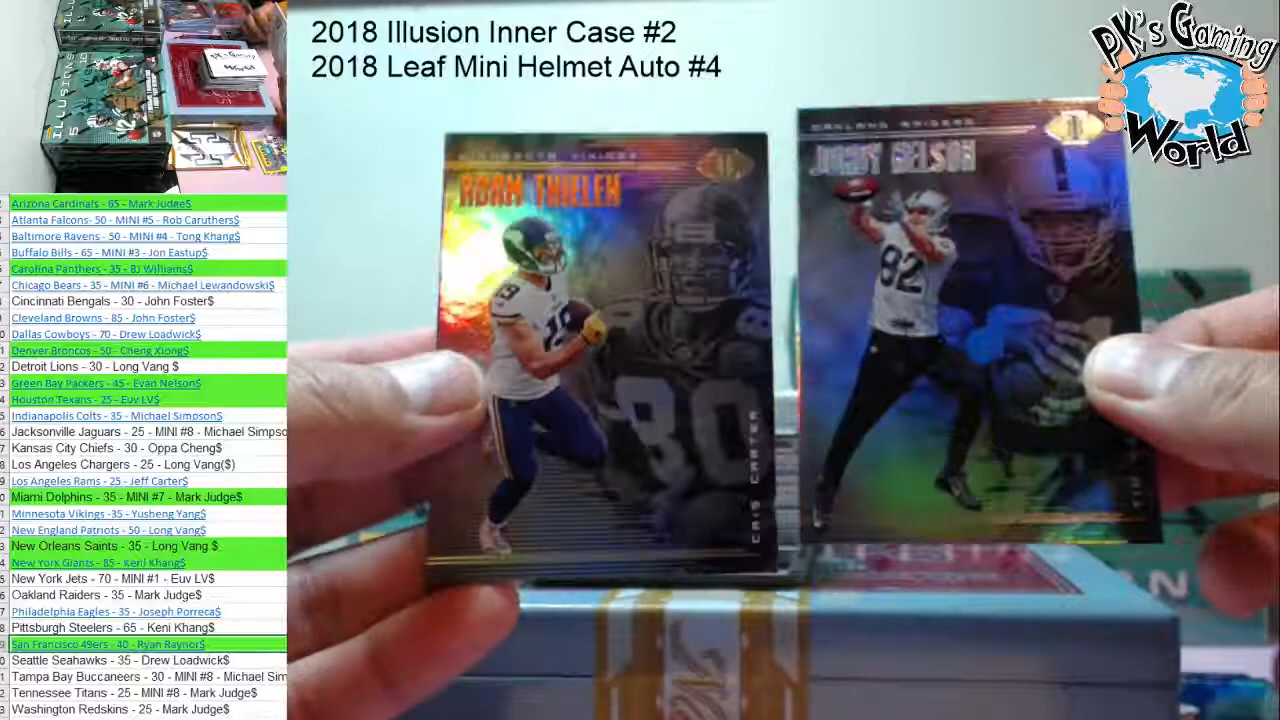 2018 Illusion Inner Case #2
2018 Leaf Mini Helmet Auto #4
PK's Gaming
World
ILLUSIONS
MINNESOTA VIKINGS
ADAM THIELEN
19
80
CRIS CARTER
OAKLAND RAIDERS
JORDY NELSON
82
Arizona Cardinals - 65 - Mark Judge$
Atlanta Falcons- 50 - MINI #5 - Rob Caruthers$
Baltimore Ravens - 50 - MINI #4 - Tong Khang$
Buffalo Bills - 65 - MINI #3 - Jon Eastup$
Carolina Panthers - 35 - BJ Williams$
Chicago Bears - 35 - MINI #6 - Michael Lewandowski$
Cincinnati Bengals - 30 - John Foster$
Cleveland Browns - 85 - John Foster$
Dallas Cowboys - 70 - Drew Loadwick$
Denver Broncos - 50 - Cheng Xiong$
Detroit Lions - 30 - Long Vang $
Green Bay Packers - 45 - Evan Nelson$
Houston Texans - 25 - Euv LV$
Indianapolis Colts - 35 - Michael Simpson$
Jacksonville Jaguars - 25 - MINI #8 - Michael Simpso
Kansas City Chiefs - 30 - Oppa Cheng$
Los Angeles Chargers - 25 - Long Vang($)
Los Angeles Rams - 25 - Jeff Carter$
Miami Dolphins - 35 - MINI #7 - Mark Judge$
Minnesota Vikings -35 - Yusheng Yang$
New England Patriots - 50 - Long Vang$
New Orleans Saints - 35 - Long Vang $
New York Giants - 85 - Keni Khang$
New York Jets - 70 - MINI #1 - Euv LV$
Oakland Raiders - 35 - Mark Judge$
Philadelphia Eagles - 35 - Joseph Porreca$
Pittsburgh Steelers - 65 - Keni Khang$
San Francisco 49ers - 40 - Ryan Raynor$
Seattle Seahawks - 35 - Drew Loadwick$
Tampa Bay Buccaneers - 30 - MINI #8 - Michael Sim
Tennessee Titans - 25 - MINI #8 - Mark Judge$
Washington Redskins - 25 - Mark Judge$